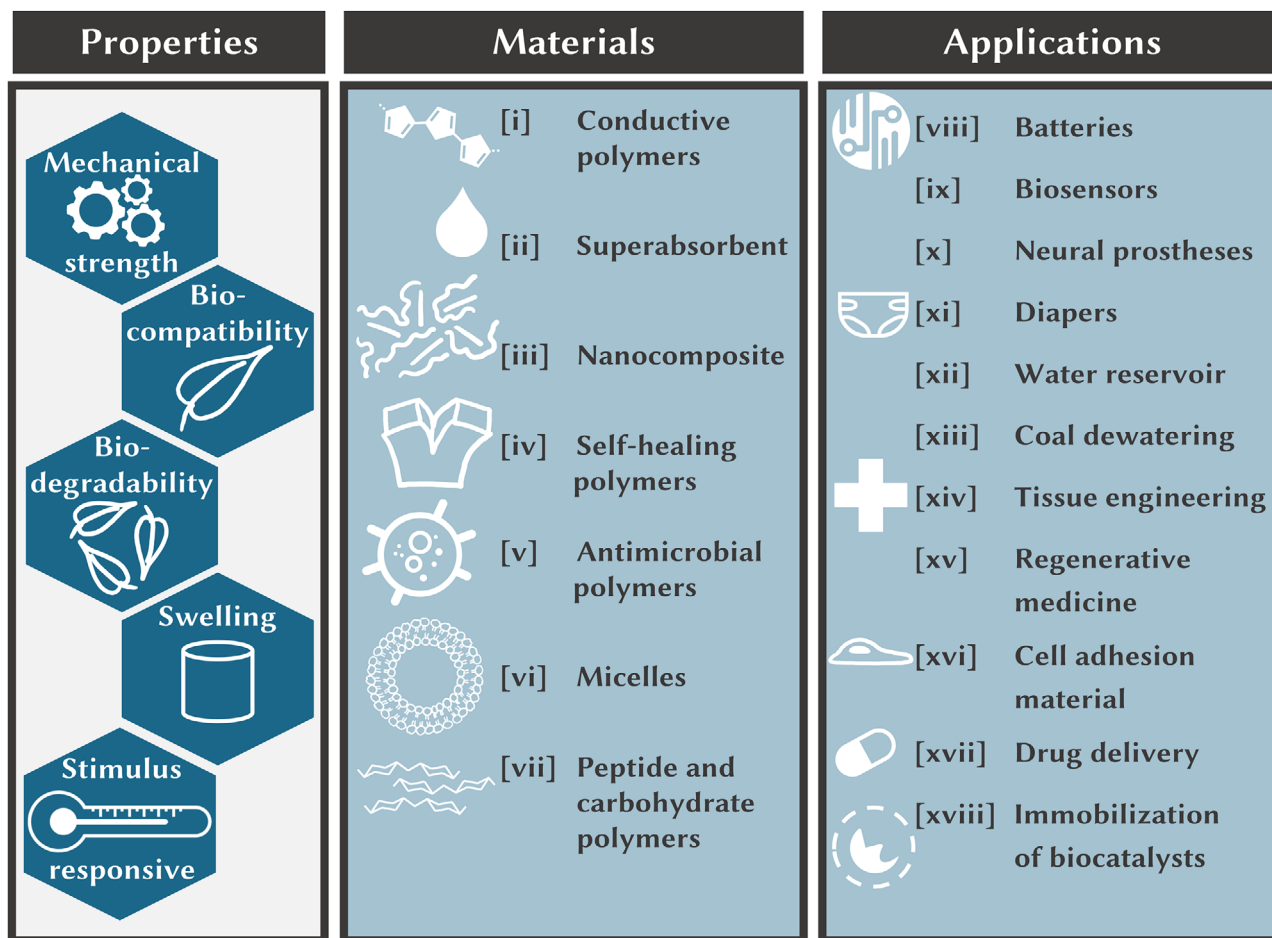 Properties
Mechanical
strength
Bio-
compatibility
Bio-
degradability
Swelling
Stimulus
responsive
Materials
[i] Conductive
polymers
[ii] Superabsorbent
[iii] Nanocomposite
[iv] Self-healing
polymers
[v] Antimicrobial
polymers
[vi] Micelles
[vii] Peptide and
carbohydrate
polymers
Applications
[viii] Batteries
[ix] Biosensors
[x] Neural prostheses
[xi] Diapers
[xii] Water reservoir
[xiii] Coal dewatering
[xiv] Tissue engineering
[xv] Regenerative
medicine
[xvi] Cell adhesion
material
[xvii] Drug delivery
[xviii] Immobilization
of biocatalysts